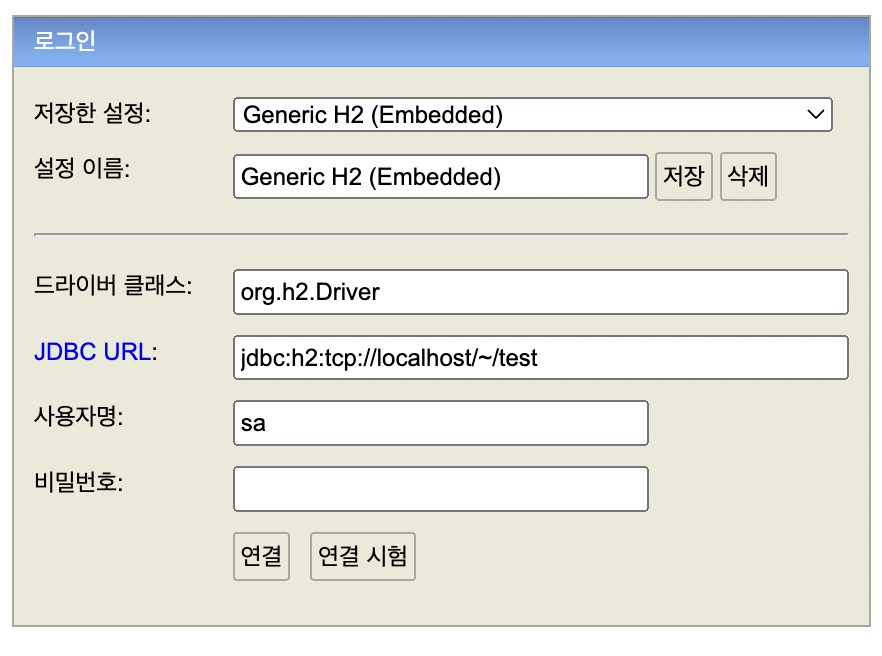 로그인
저장한 설정: Generic H2 (Embedded)
설정 이름: Generic H2 (Embedded) 저장 삭제
드라이버 클래스: org.h2.Driver
JDBC URL: jdbc:h2:tcp://localhost/~/test
사용자명: sa
비밀번호:
연결 연결 시험